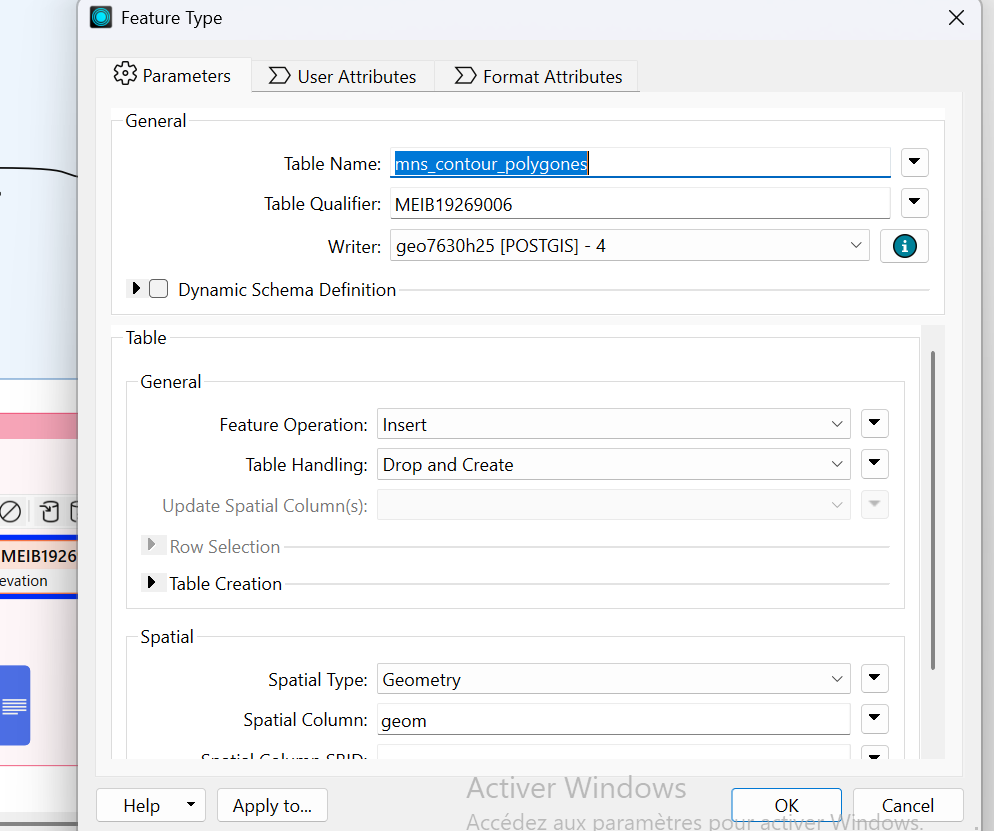 Feature Type
Parameters
User Attributes
Format Attributes
General
Table Name: mns_contour_polygones
Table Qualifier: MEIB19269006
Writer: geo7630h25 [POSTGIS] - 4
Dynamic Schema Definition
Table
General
Feature Operation: Insert
Table Handling: Drop and Create
Update Spatial Column(s):
Row Selection
MEIB1926
evation
Table Creation
Spatial
Spatial Type: Geometry
Spatial Column: geom
Spatial Column SRID:
Activer Windows
Help
Apply to...
OK
Cancel
Accédez aux paramètres pour activer Windows.